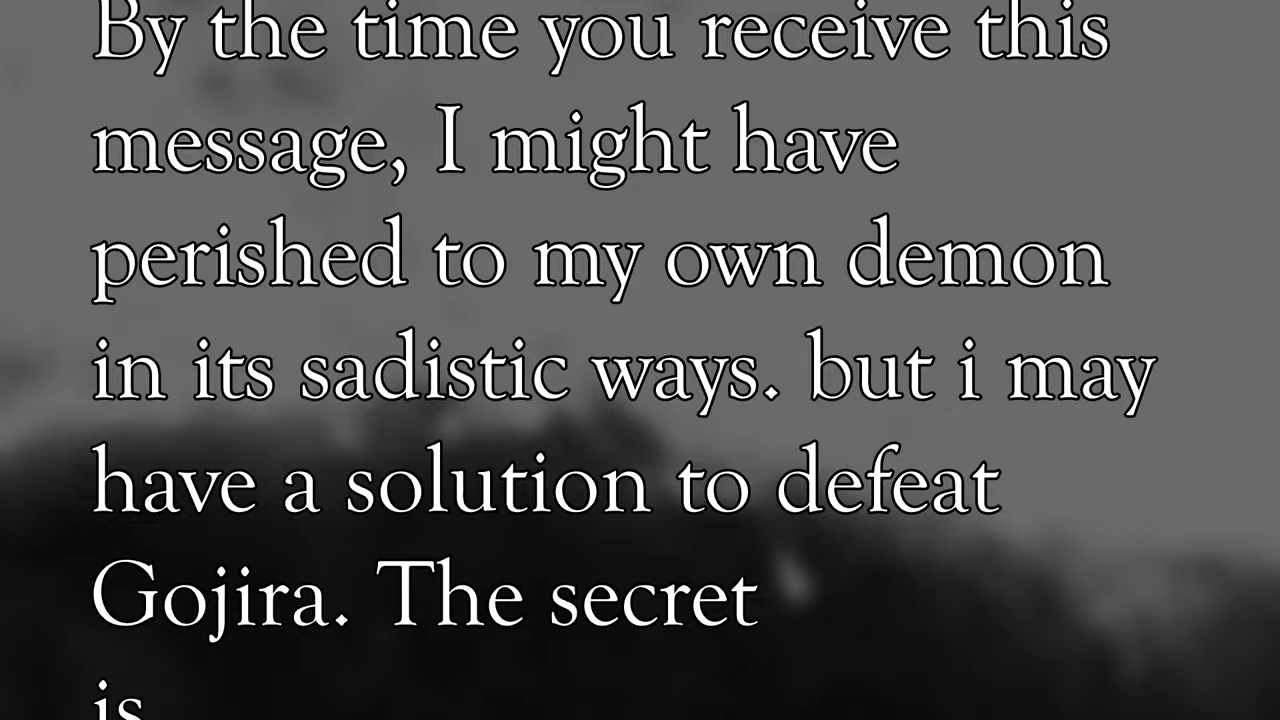 By the time you receive this
message, I might have
perished to my own demon
in its sadistic ways. but i may
have a solution to defeat
Gojira. The secret
is